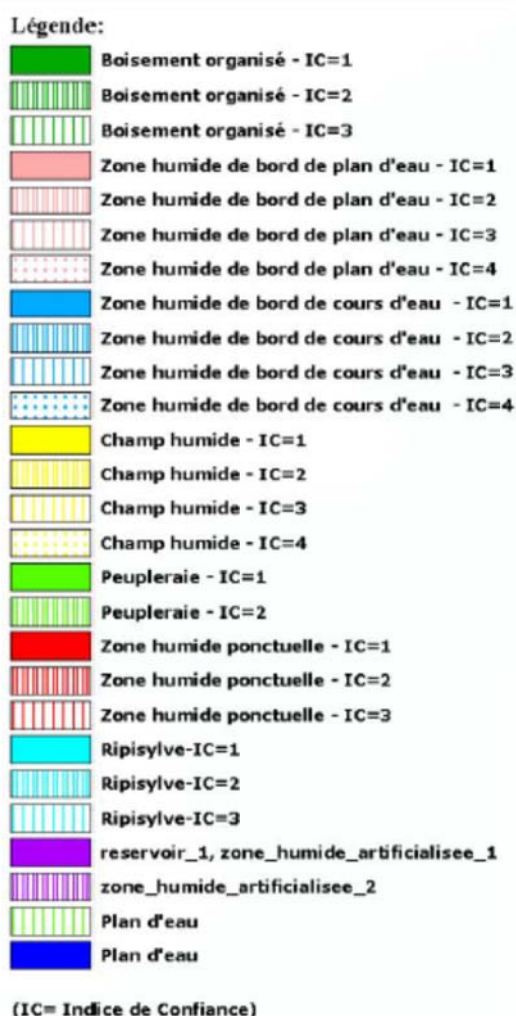 Légende:
Boisement organisé - IC=1
Boisement organisé - IC=2
Boisement organisé - IC=3
Zone humide de bord de plan d'eau - IC=1
Zone humide de bord de plan d'eau - IC=2
Zone humide de bord de plan d'eau - IC=3
Zone humide de bord de plan d'eau - IC=4
Zone humide de bord de cours d'eau - IC=1
Zone humide de bord de cours d'eau - IC=2
Zone humide de bord de cours d'eau - IC=3
Zone humide de bord de cours d'eau - IC=4
Champ humide - IC=1
Champ humide - IC=2
Champ humide - IC=3
Champ humide - IC=4
Peupleraie - IC=1
Peupleraie - IC=2
Zone humide ponctuelle - IC=1
Zone humide ponctuelle - IC=2
Zone humide ponctuelle - IC=3
Ripisylve-IC=1
Ripisylve-IC=2
Ripisylve-IC=3
reservoir_1, zone_humide_artificialisee_1
zone_humide_artificialisee_2
Plan d'eau
Plan d'eau
(IC= Indice de Confiance)